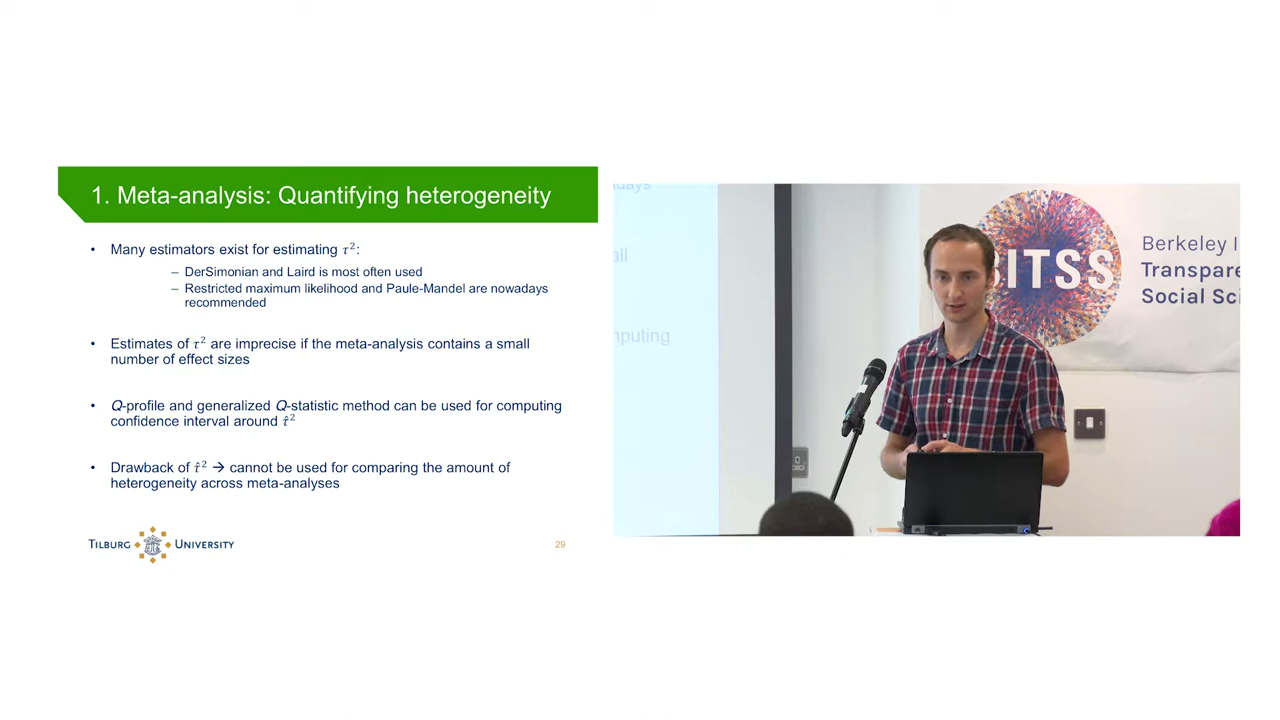 1. Meta-analysis: Quantifying heterogeneity
• Many estimators exist for estimating τ²:
– DerSimonian and Laird is most often used
– Restricted maximum likelihood and Paule-Mandel are nowadays
recommended
• Estimates of τ² are imprecise if the meta-analysis contains a small
number of effect sizes
• Q-profile and generalized Q-statistic method can be used for computing
confidence interval around τ̂²
• Drawback of τ̂² → cannot be used for comparing the amount of
heterogeneity across meta-analyses
TILBURG UNIVERSITY
29
days
all
mputing
ITSS
Berkeley I
Transpare
Social Sci